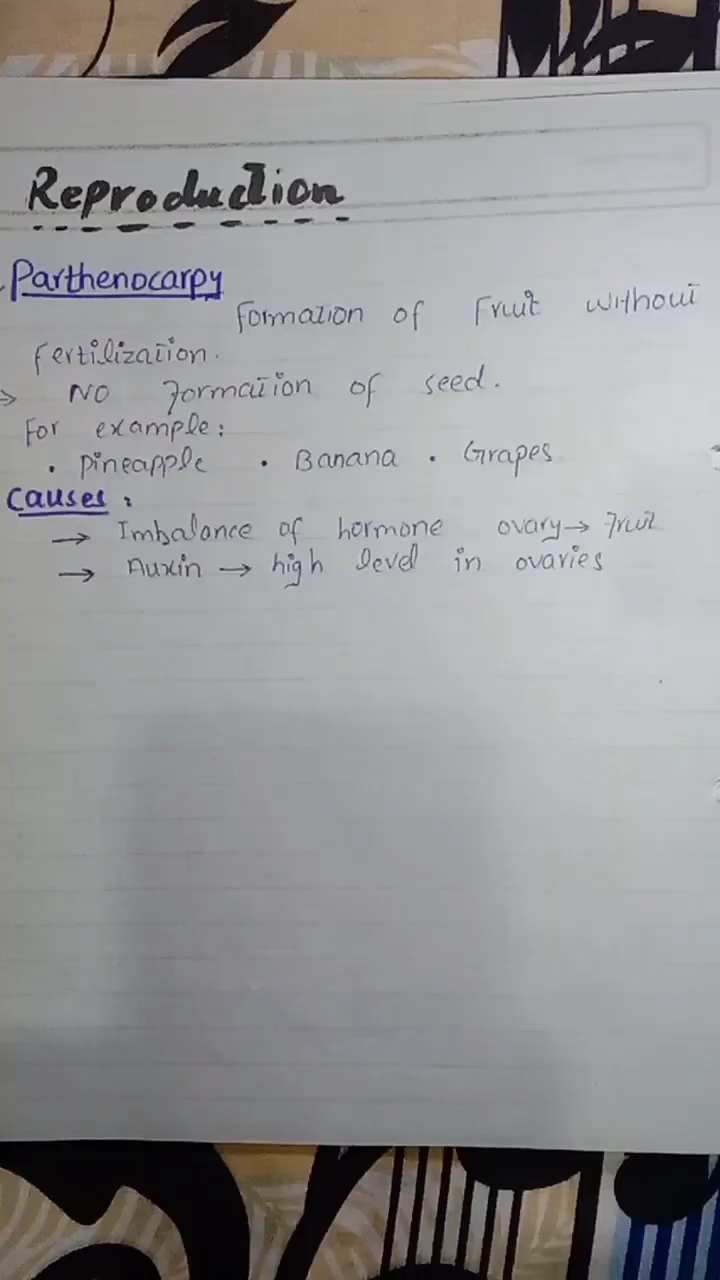 Reproduction
Parthenocarpy
Formation of Fruit without
fertilization.
→ NO formation of seed.
For example:
• Pineapple • Banana • Grapes
Causes:
→ Imbalance of hormone ovary → fruit
→ Auxin → high level in ovaries